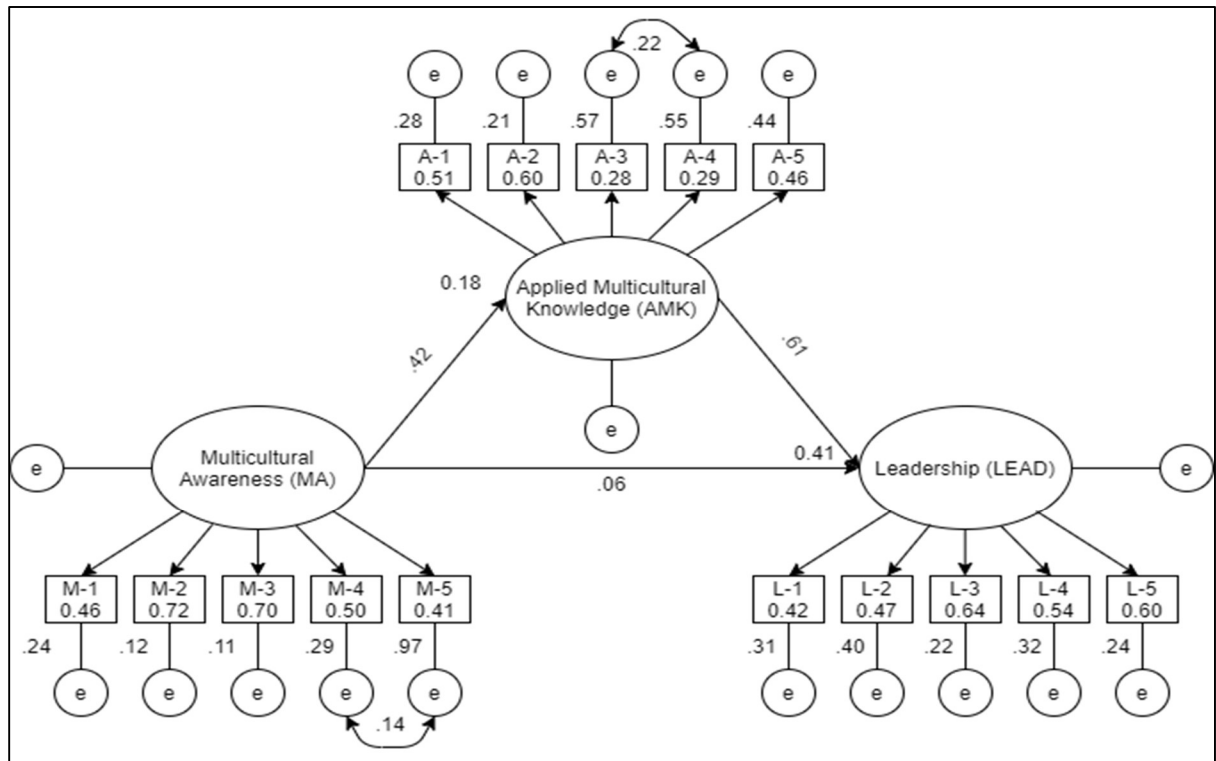 .22
e e e e e
.28 .21 .57 .55 .44
A-1 A-2 A-3 A-4 A-5
0.51 0.60 0.28 0.29 0.46
0.18
Applied Multicultural
Knowledge (AMK)
.42
.61
e
Multicultural
Awareness (MA)
e
0.41
.06
Leadership (LEAD)
e
M-1 M-2 M-3 M-4 M-5
0.46 0.72 0.70 0.50 0.41
.24 .12 .11 .29 .97
e e e e e
.14
L-1 L-2 L-3 L-4 L-5
0.42 0.47 0.64 0.54 0.60
.31 .40 .22 .32 .24
e e e e e